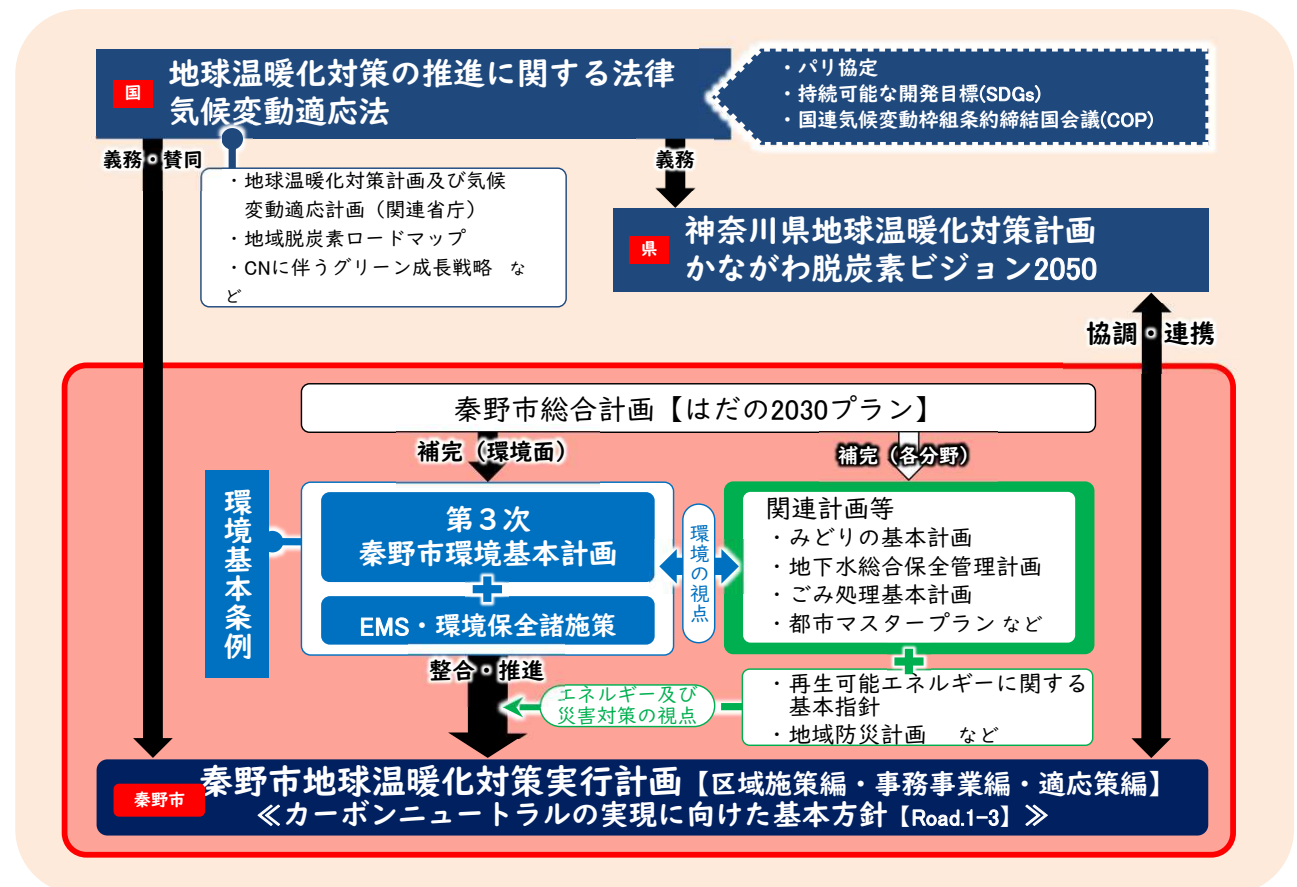 国
地球温暖化対策の推進に関する法律
気候変動適応法
・パリ協定
・持続可能な開発目標(SDGs)
・国連気候変動枠組条約締結国会議(COP)
義務・賛同
・地球温暖化対策計画及び気候
変動適応計画（関連省庁）
・地域脱炭素ロードマップ
・CNに伴うグリーン成長戦略　な
ど
義務
県
神奈川県地球温暖化対策計画
かながわ脱炭素ビジョン2050
協調・連携
秦野市総合計画【はだの2030プラン】
補完（環境面）
補完（各分野）
環境基本条例
第３次
秦野市環境基本計画
EMS・環境保全諸施策
環境の視点
関連計画等
・みどりの基本計画
・地下水総合保全管理計画
・ごみ処理基本計画
・都市マスタープラン など
整合・推進
エネルギー及び
災害対策の視点
・再生可能エネルギーに関する
基本指針
・地域防災計画　など
秦野市
秦野市地球温暖化対策実行計画【区域施策編・事務事業編・適応策編】
≪カーボンニュートラルの実現に向けた基本方針【Road.1-3】≫